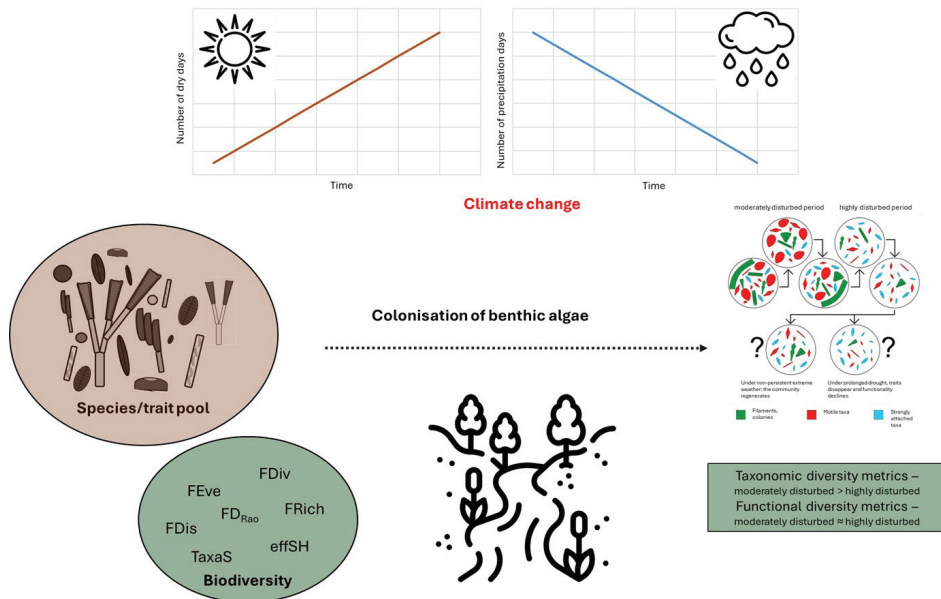 Number of dry days
Time
Number of precipitation days
Time
Climate change
moderately disturbed period
highly disturbed period
Colonisation of benthic algae
Species/trait pool
?
?
Under non-persistent extreme
weather: the community
regenerates
Under prolonged drought, traits
disappear and functionality
declines
Filaments,
colonies
Motile taxa
Strongly
attached
taxa
FDiv
FEve
FRich
FDRao
FDis
effSH
TaxaS
Biodiversity
Taxonomic diversity metrics –
moderately disturbed > highly disturbed
Functional diversity metrics –
moderately disturbed ≈ highly disturbed